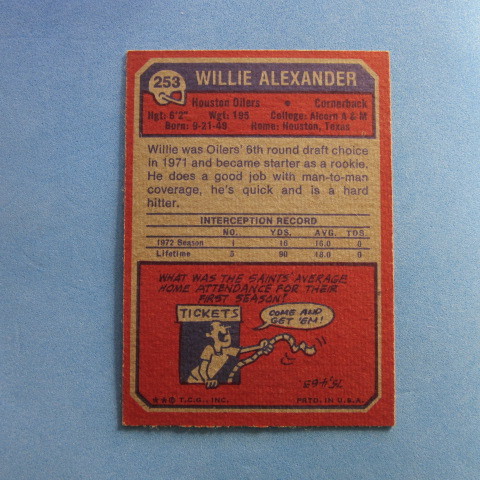 253 WILLIE ALEXANDER
Houston Oilers Cornerback
Hgt: 6'2" Wgt: 195 College: Alcorn A & M
Born: 9-21-49 Home: Houston, Texas
Willie was Oilers' 6th round draft choice
in 1971 and became starter as a rookie.
He does a good job with man-to-man
coverage, he's quick and is a hard
hitter.
INTERCEPTION RECORD
NO. YDS. AVG. TDS
1972 Season 1 16 16.0 0
Lifetime 5 90 18.0 0
WHAT WAS THE SAINTS' AVERAGE
HOME ATTENDANCE FOR THEIR
FIRST SEASON?
TICKETS
COME AND
GET 'EM!
© T.C.G., INC. PRTD. IN U.S.A.